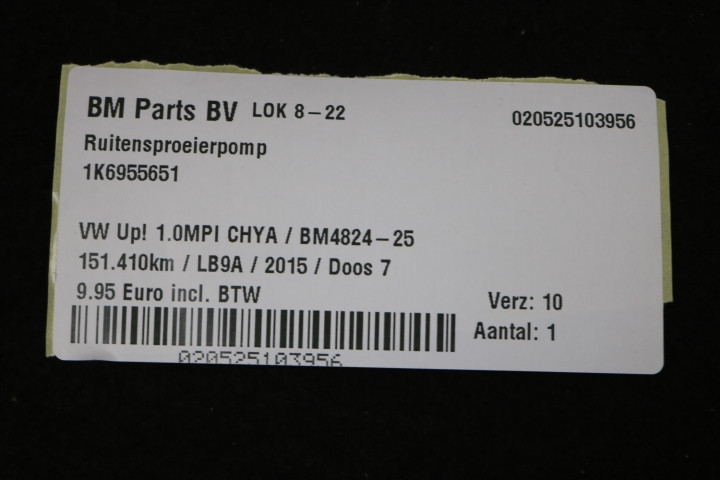 BM Parts BV LOK 8-22 020525103956
Ruitensproeierpomp
1K6955651
VW Up! 1.0MPI CHYA / BM4824-25
151.410km / LB9A / 2015 / Doos 7
9.95 Euro incl. BTW Verz: 10
Aantal: 1
020525103956